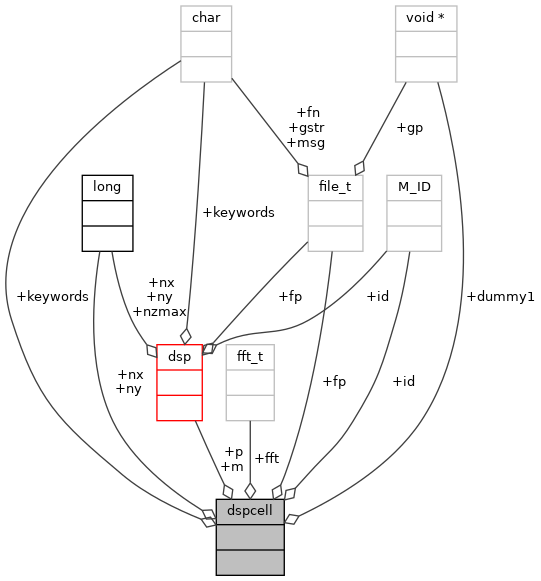 char
void *
+fn
+gstr
+msg
+gp
long
file_t
M_ID
+keywords
+nx
+ny
+nzmax
+keywords
+fp
+id
+dummy1
dsp
fft_t
+nx
+ny
+fp
+id
+p
+m
+fft
dspcell